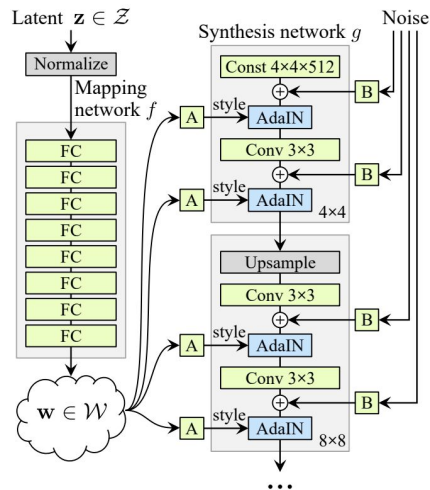 Latent z ∈ Z
Normalize
Mapping
network f
FC
FC
FC
FC
FC
FC
FC
FC
w ∈ W
Synthesis network g
Noise
Const 4×4×512
+
B
A
style
AdaIN
Conv 3×3
+
B
A
style
AdaIN
4×4
Upsample
Conv 3×3
+
B
A
style
AdaIN
Conv 3×3
+
B
A
style
AdaIN
8×8
...